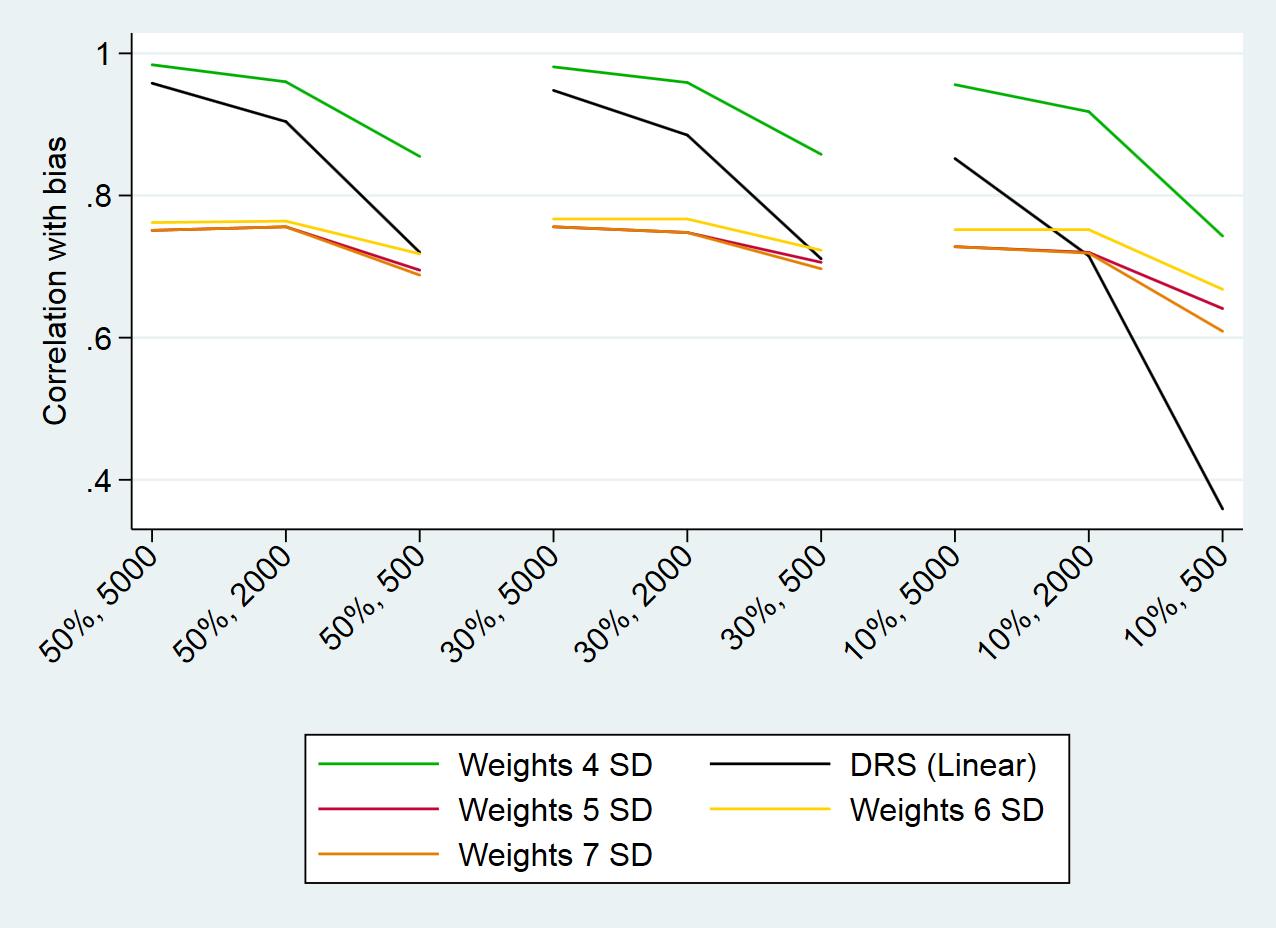 Correlation with bias
1
.8
.6
.4
50%, 5000
50%, 2000
50%, 500
30%, 5000
30%, 2000
30%, 500
10%, 5000
10%, 2000
10%, 500
Weights 4 SD
DRS (Linear)
Weights 5 SD
Weights 6 SD
Weights 7 SD